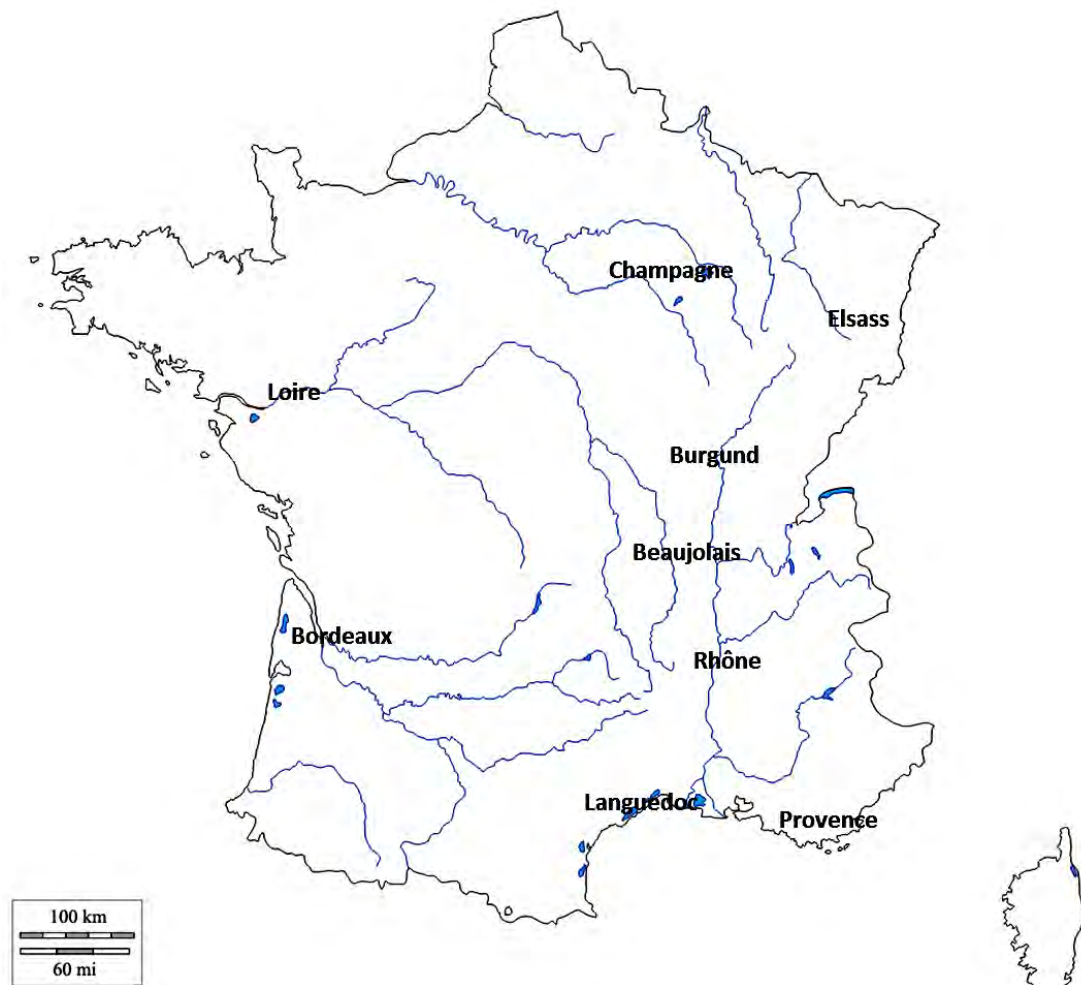 Champagne
Elsass
Loire
Burgund
Beaujolais
Bordeaux
Rhône
Languedoc
Provence
100 km
60 mi